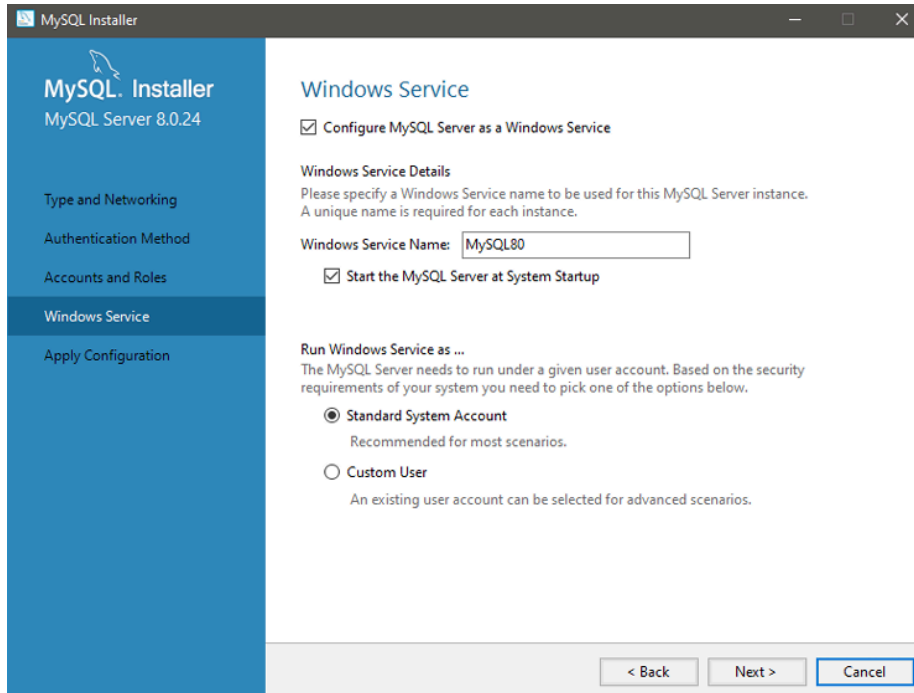 MySQL Installer
MySQL. Installer
MySQL Server 8.0.24
Type and Networking
Authentication Method
Accounts and Roles
Windows Service
Apply Configuration
Windows Service
Configure MySQL Server as a Windows Service
Windows Service Details
Please specify a Windows Service name to be used for this MySQL Server instance.
A unique name is required for each instance.
Windows Service Name: MySQL80
Start the MySQL Server at System Startup
Run Windows Service as ...
The MySQL Server needs to run under a given user account. Based on the security
requirements of your system you need to pick one of the options below.
Standard System Account
Recommended for most scenarios.
Custom User
An existing user account can be selected for advanced scenarios.
< Back Next > Cancel